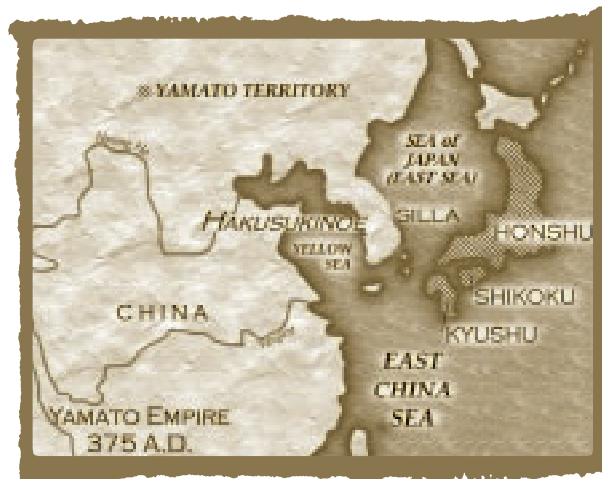 YAMATO TERRITORY
SEA of
JAPAN
(EAST SEA)
HAKUSUKINOE
SILLA
HONSHU
YELLOW
SEA
SHIKOKU
CHINA
KYUSHU
EAST
CHINA
SEA
YAMATO EMPIRE
375 A.D.